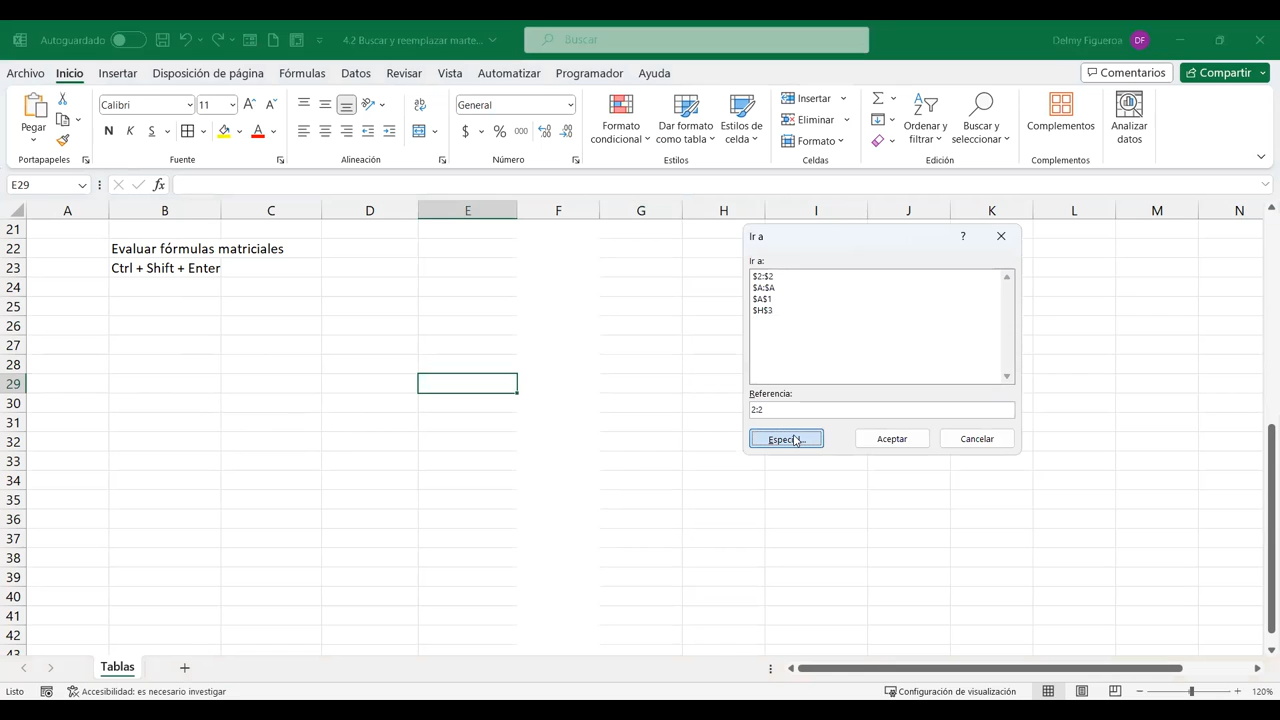 Autoguardado
4.2 Buscar y reemplazar marte...
Buscar
Delmy Figueroa
DF
Archivo Inicio Insertar Disposición de página Fórmulas Datos Revisar Vista Automatizar Programador Ayuda
Comentarios
Compartir
Pegar
Calibri 11
N K S
General
$ % 000
Formato condicional
Dar formato como tabla
Estilos de celda
Insertar
Eliminar
Formato
Ordenar y filtrar
Buscar y seleccionar
Complementos
Analizar datos
Portapapeles Fuente Alineación Número Estilos Celdas Edición Complementos
E29
fx
A B C D E F G H I J K L M N
21
22 Evaluar fórmulas matriciales
23 Ctrl + Shift + Enter
24
25
26
27
28
29
30
31
32
33
34
35
36
37
38
39
40
41
42
43
Ir a
?
Ir a:
$2:$2
$A:$A
$A$1
$H$3
Referencia:
2:2
Aceptar
Cancelar
Tablas
Listo
Accesibilidad: es necesario investigar
Configuración de visualización
120%